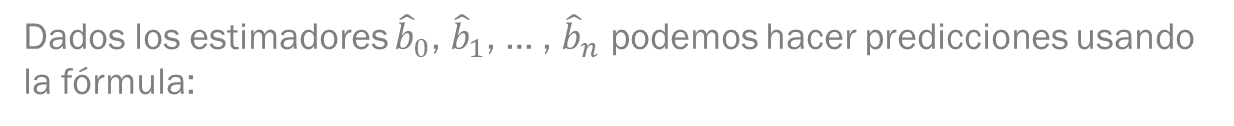 Dados los estimadores b̂₀, b̂₁, … , b̂ₙ podemos hacer predicciones usando
la fórmula: